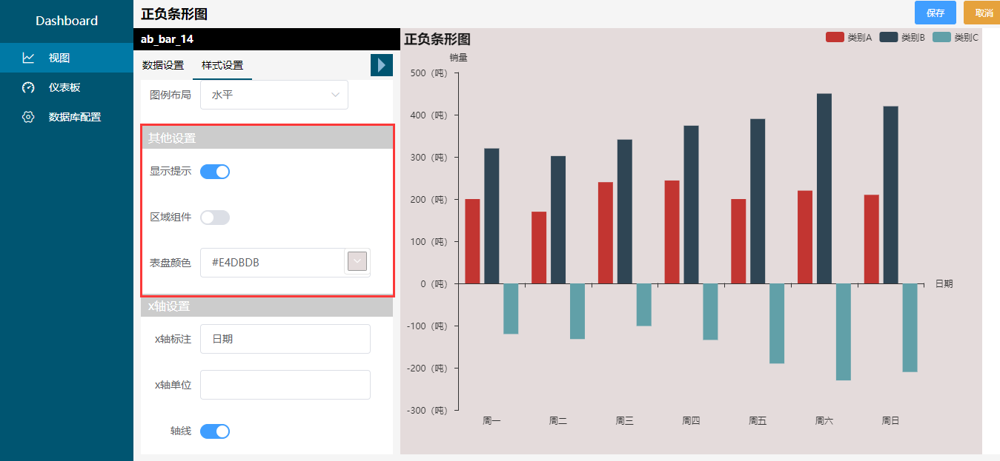 Dashboard
视图
仪表板
数据库配置
正负条形图
保存
取消
ab_bar_14
数据设置
样式设置
图例布局
水平
其他设置
显示提示
区域组件
表盘颜色
#E4DBDB
x轴设置
x轴标注
日期
x轴单位
轴线
正负条形图
类别A
类别B
类别C
销量
500（吨）
400（吨）
300（吨）
200（吨）
100（吨）
0（吨）
-100（吨）
-200（吨）
-300（吨）
日期
周一
周二
周三
周四
周五
周六
周日